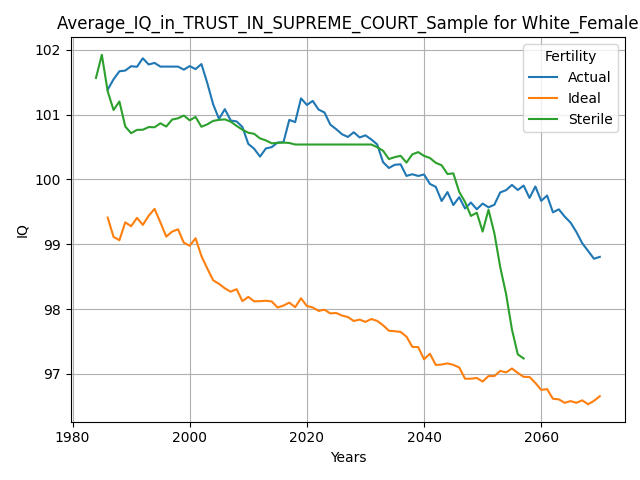 Average_IQ_in_TRUST_IN_SUPREME_COURT_Sample for White_Female
Fertility
Actual
Ideal
Sterile
102
101
100
99
98
97
IQ
1980
2000
2020
2040
2060
Years